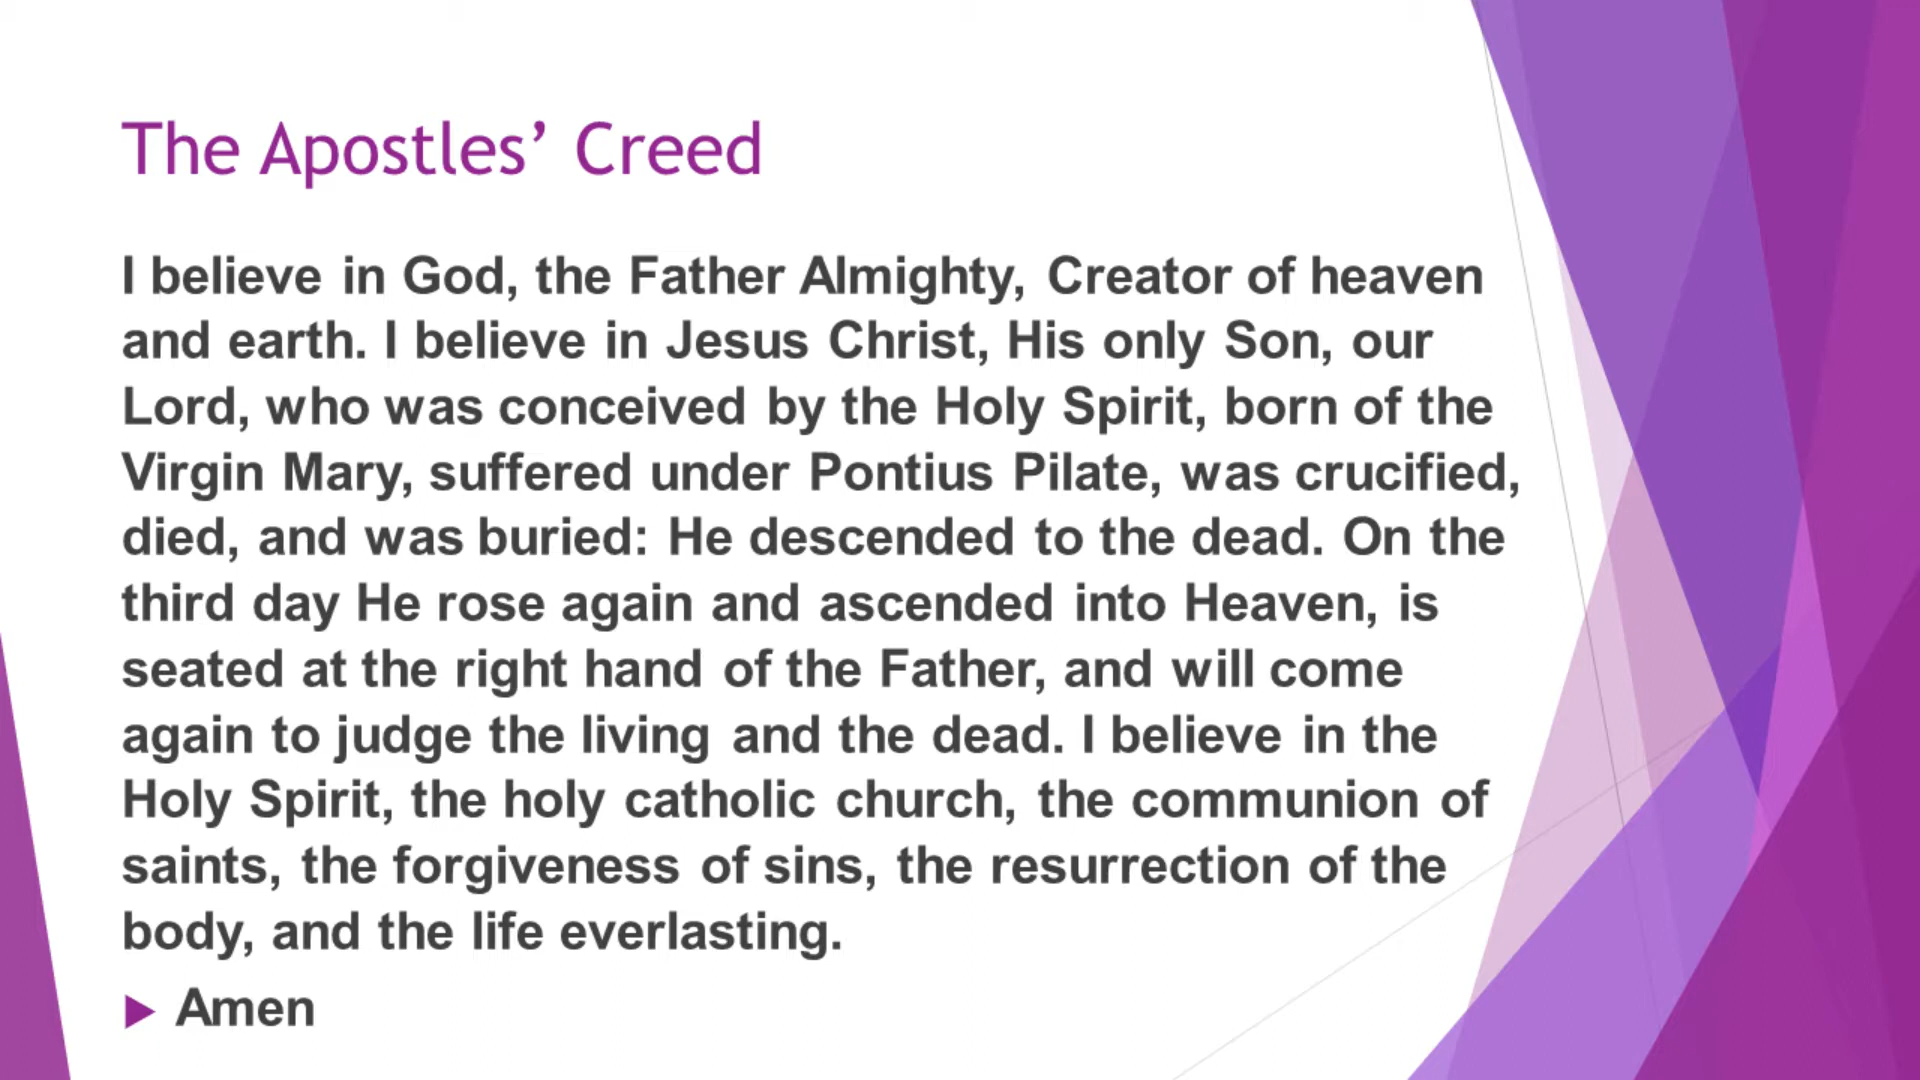 The Apostles’ Creed
I believe in God, the Father Almighty, Creator of heaven
and earth. I believe in Jesus Christ, His only Son, our
Lord, who was conceived by the Holy Spirit, born of the
Virgin Mary, suffered under Pontius Pilate, was crucified,
died, and was buried: He descended to the dead. On the
third day He rose again and ascended into Heaven, is
seated at the right hand of the Father, and will come
again to judge the living and the dead. I believe in the
Holy Spirit, the holy catholic church, the communion of
saints, the forgiveness of sins, the resurrection of the
body, and the life everlasting.
Amen